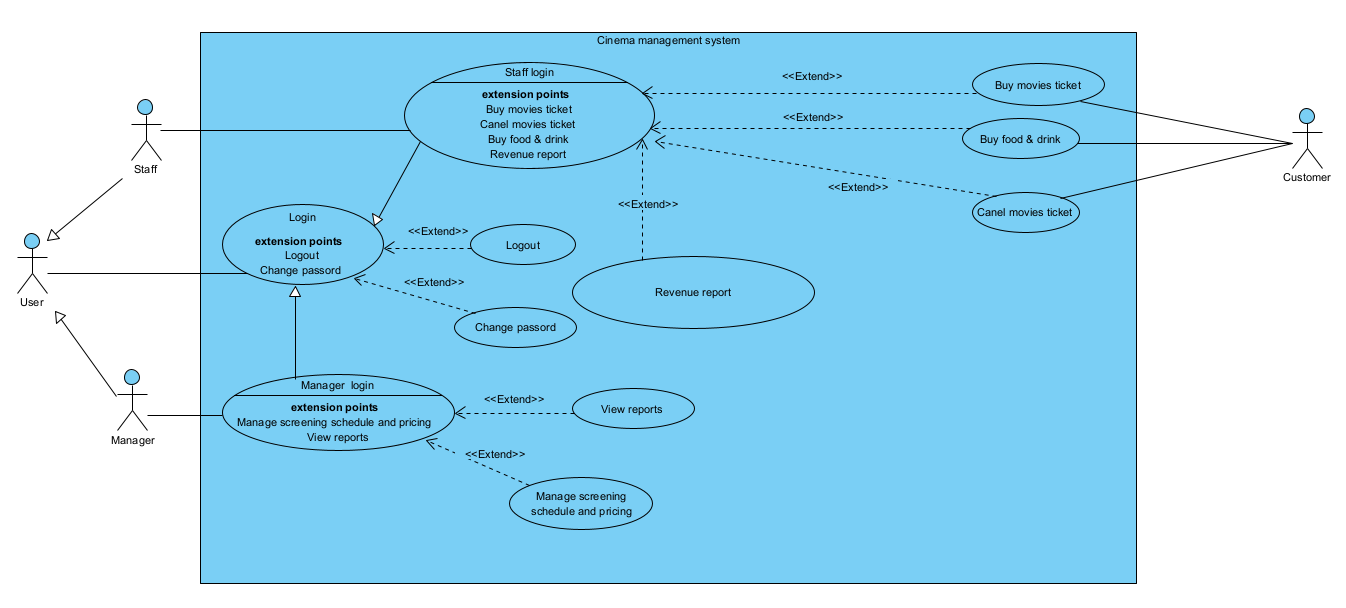 Cinema management system
Staff login
extension points
Buy movies ticket
Canel movies ticket
Buy food & drink
Revenue report
<<Extend>>
Buy movies ticket
<<Extend>>
Buy food & drink
<<Extend>>
Canel movies ticket
Customer
Staff
<<Extend>>
Revenue report
Login
extension points
Logout
Change passord
<<Extend>>
Logout
<<Extend>>
Change passord
User
Manager login
extension points
Manage screening schedule and pricing
View reports
<<Extend>>
View reports
<<Extend>>
Manage screening
schedule and pricing
Manager